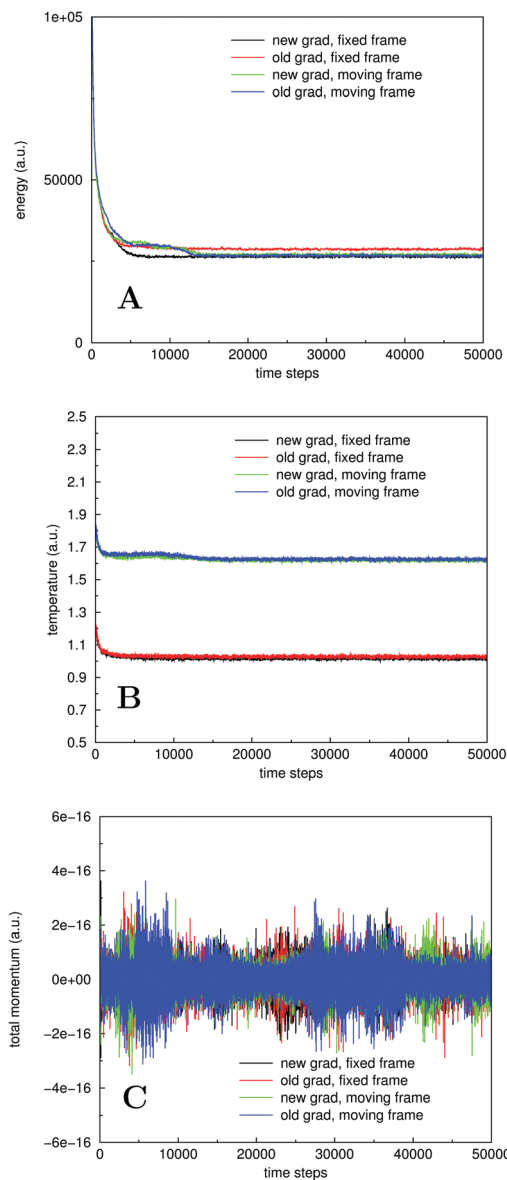 1e+05
new grad, fixed frame
old grad, fixed frame
new grad, moving frame
old grad, moving frame
energy (a.u.)
50000
A
0
0 10000 20000 30000 40000 50000
time steps
2.5
new grad, fixed frame
2.3
old grad, fixed frame
2.1
new grad, moving frame
old grad, moving frame
1.9
temperature (a.u.)
1.7
1.5
1.3
1.1
0.9
B
0.7
0.5
0 10000 20000 30000 40000 50000
time steps
6e−16
4e−16
total momentum (a.u.)
2e−16
0e+00
−2e−16
new grad, fixed frame
old grad, fixed frame
−4e−16
new grad, moving frame
C
old grad, moving frame
−6e−16
0 10000 20000 30000 40000 50000
time steps